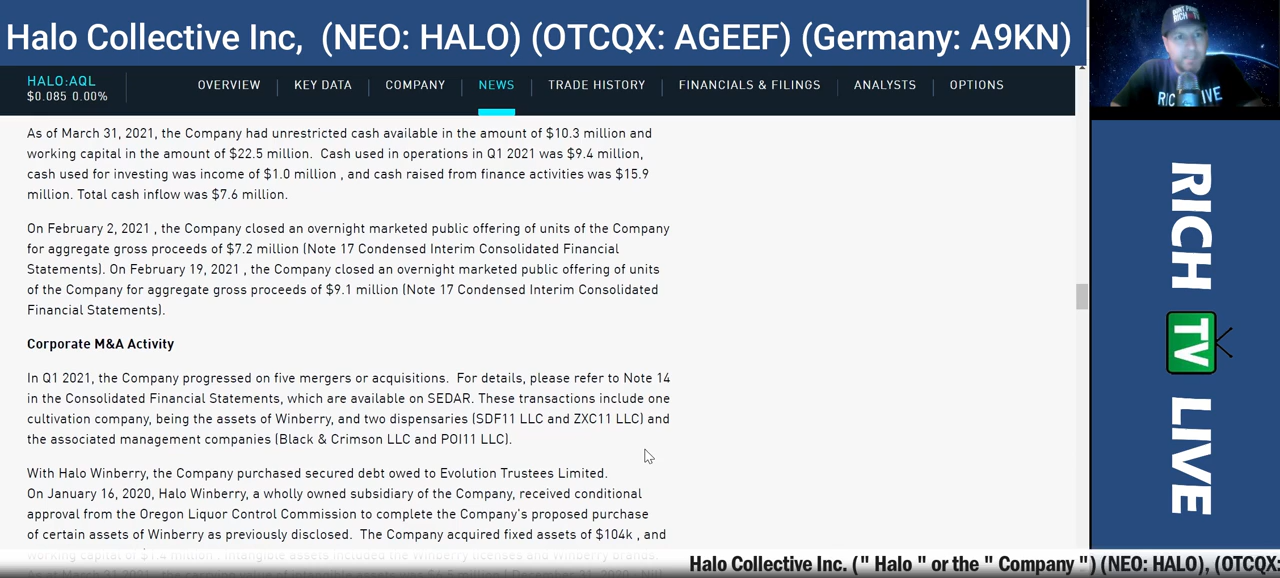 Halo Collective Inc, (NEO: HALO) (OTCQX: AGEEF) (Germany: A9KN)
HALO:AQL
$0.085 0.00%
OVERVIEW
KEY DATA
COMPANY
NEWS
TRADE HISTORY
FINANCIALS & FILINGS
ANALYSTS
OPTIONS
As of March 31, 2021, the Company had unrestricted cash available in the amount of $10.3 million and
working capital in the amount of $22.5 million. Cash used in operations in Q1 2021 was $9.4 million,
cash used for investing was income of $1.0 million , and cash raised from finance activities was $15.9
million. Total cash inflow was $7.6 million.
On February 2, 2021 , the Company closed an overnight marketed public offering of units of the Company
for aggregate gross proceeds of $7.2 million (Note 17 Condensed Interim Consolidated Financial
Statements). On February 19, 2021 , the Company closed an overnight marketed public offering of units
of the Company for aggregate gross proceeds of $9.1 million (Note 17 Condensed Interim Consolidated
Financial Statements).
Corporate M&A Activity
In Q1 2021, the Company progressed on five mergers or acquisitions. For details, please refer to Note 14
in the Consolidated Financial Statements, which are available on SEDAR. These transactions include one
cultivation company, being the assets of Winberry, and two dispensaries (SDF11 LLC and ZXC11 LLC) and
the associated management companies (Black & Crimson LLC and POI11 LLC).
With Halo Winberry, the Company purchased secured debt owed to Evolution Trustees Limited.
On January 16, 2020, Halo Winberry, a wholly owned subsidiary of the Company, received conditional
approval from the Oregon Liquor Control Commission to complete the Company's proposed purchase
of certain assets of Winberry as previously disclosed. The Company acquired fixed assets of $104k , and
working capital of $1.4 million . Intangible assets included the Winberry licenses and Winberry brands.
RICH TV LIVE
Halo Collective Inc. (" Halo " or the " Company ") (NEO: HALO), (OTCQX: